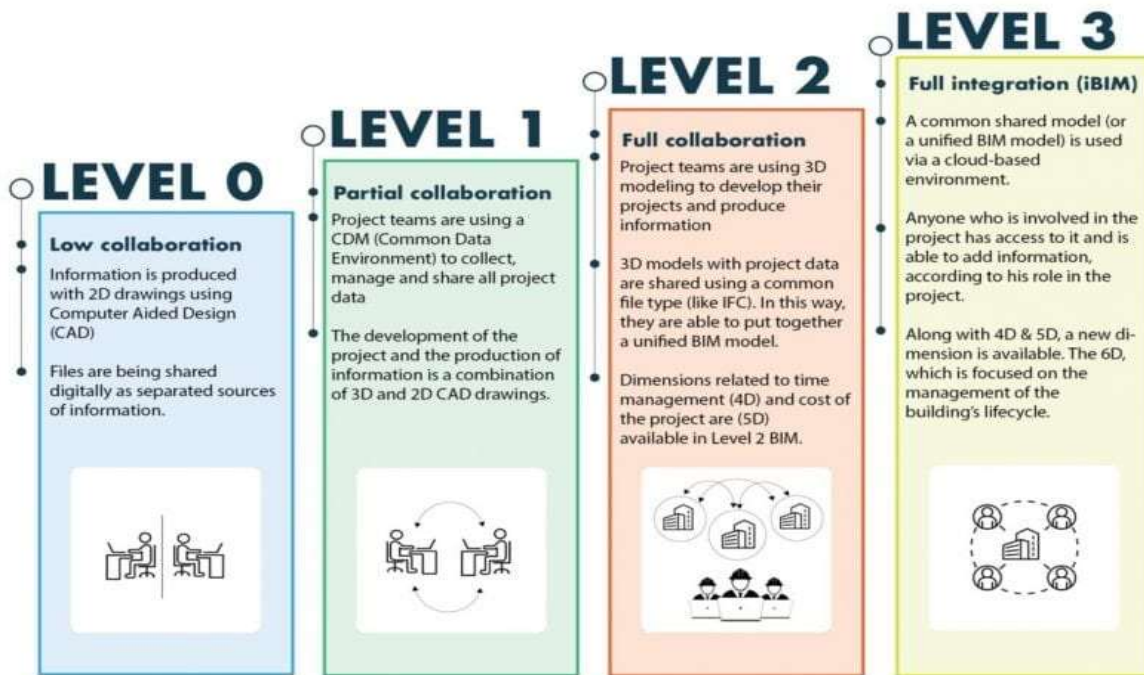 LEVEL 0
Low collaboration
Information is produced
with 2D drawings using
Computer Aided Design
(CAD)
Files are being shared
digitally as separated sources
of information.
LEVEL 1
Partial collaboration
Project teams are using a
CDM (Common Data
Environment) to collect,
manage and share all project
data
The development of the
project and the production of
information is a combination
of 3D and 2D CAD drawings.
LEVEL 2
Full collaboration
Project teams are using 3D
modeling to develop their
projects and produce
information
3D models with project data
are shared using a common
file type (like IFC). In this way,
they are able to put together
a unified BIM model.
Dimensions related to time
management (4D) and cost of
the project are (5D)
available in Level 2 BIM.
LEVEL 3
Full integration (iBIM)
A common shared model (or
a unified BIM model) is used
via a cloud-based
environment.
Anyone who is involved in the
project has access to it and is
able to add information,
according to his role in the
project.
Along with 4D & 5D, a new di-
mension is available. The 6D,
which is focused on the
management of the
building's lifecycle.